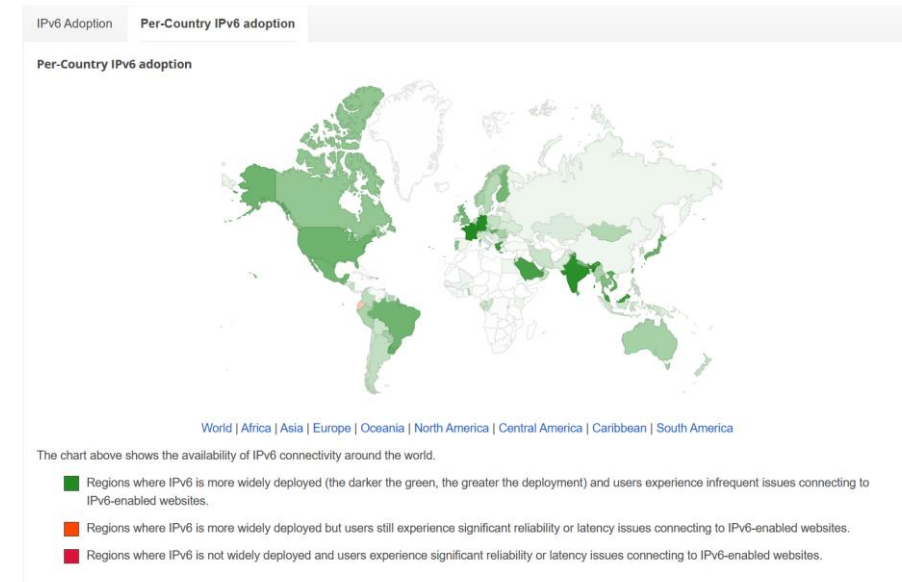 IPv6 Adoption
Per-Country IPv6 adoption
Per-Country IPv6 adoption
World | Africa | Asia | Europe | Oceania | North America | Central America | Caribbean | South America
The chart above shows the availability of IPv6 connectivity around the world.
Regions where IPv6 is more widely deployed (the darker the green, the greater the deployment) and users experience infrequent issues connecting to
IPv6-enabled websites.
Regions where IPv6 is more widely deployed but users still experience significant reliability or latency issues connecting to IPv6-enabled websites.
Regions where IPv6 is not widely deployed and users experience significant reliability or latency issues connecting to IPv6-enabled websites.